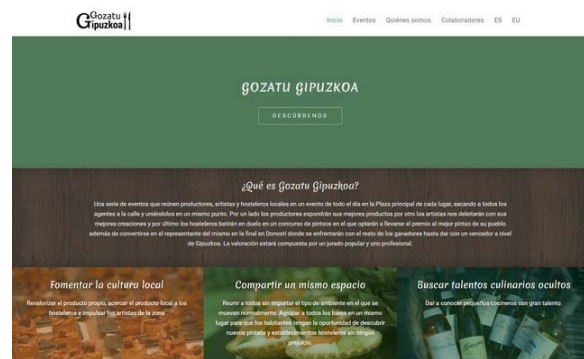 Gozatu
Gipuzkoa
Inicio Eventos Quiénes somos Colaboradores ES EU
GOZATU GIPUZKOA
DESCÚBRENOS
¿Qué es Gozatu Gipuzkoa?
Una serie de eventos que reúnen productores, artistas y hosteleros locales en un evento de todo el día en la Plaza principal de cada lugar, sacando a todos los
agentes a la calle y uniéndolos en un mismo punto. Por un lado los productores expondrán sus mejores productos por otro los artistas nos deleitarán con sus
mejores creaciones y por último los hosteleros batirán en duelo en un concurso de pintxos en el que optarán a llevarse el premio al mejor pintxo de su pueblo
además de convertirse en el representante del mismo en la final en Donosti donde se enfrentarán con el resto de los ganadores hasta dar con un vencedor a nivel
de Gipuzkoa. La valoración estará compuesta por un jurado popular y uno profesional.
Fomentar la cultura local
Revalorizar el producto propio, acercar el producto local a los
hosteleros e impulsar los artistas de la zona
Compartir un mismo espacio
Reunir a todos sin importar el tipo de ambiente en el que se
muevan normalmente. Agrupar a todos los bares en un mismo
lugar para que los habitantes tengan la oportunidad de descubrir
nuevos pintxos y establecimientos hosteleros sin ningún
prejuicio.
Buscar talentos culinarios ocultos
Dar a conocer pequeños cocineros con gran talento.